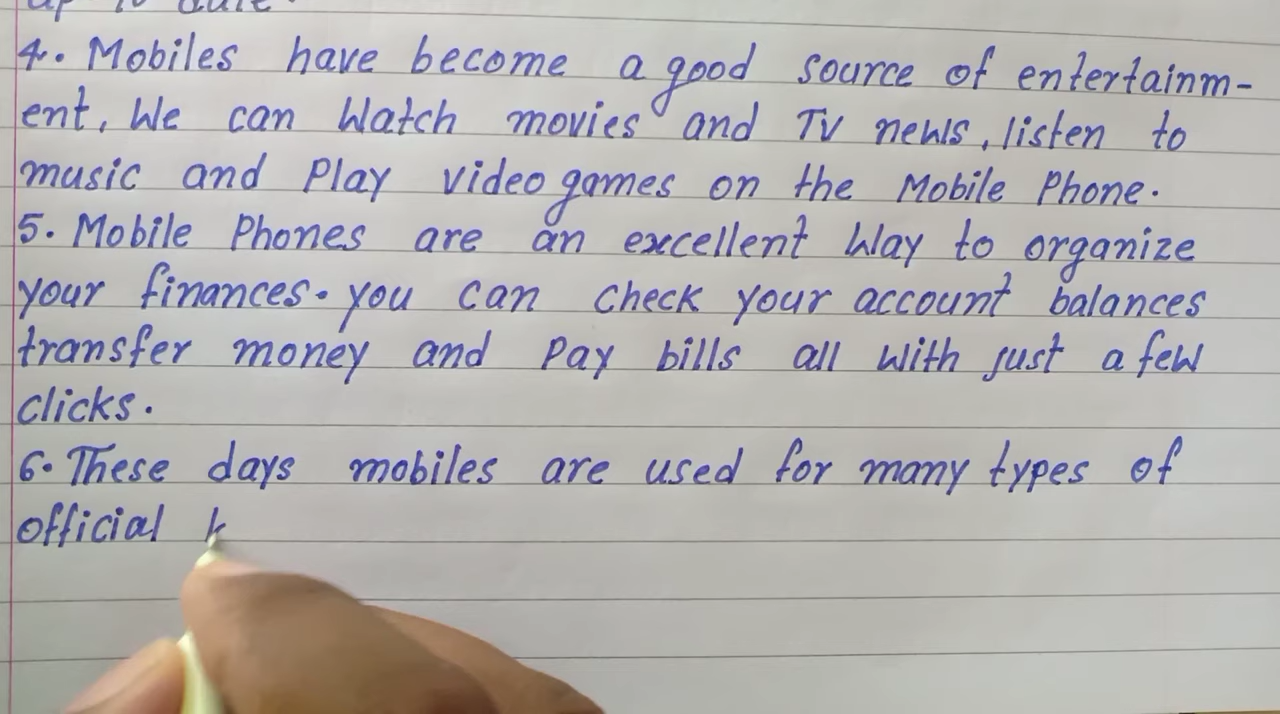 up to date.
4. Mobiles have become a good source of entertainm-
ent. We can Watch movies and TV news, listen to
music and Play video games on the Mobile Phone.
5. Mobile Phones are an excellent Way to organize
your finances. you can check your account balances
transfer money and Pay bills all with just a few
clicks.
6. These days mobiles are used for many types of
official